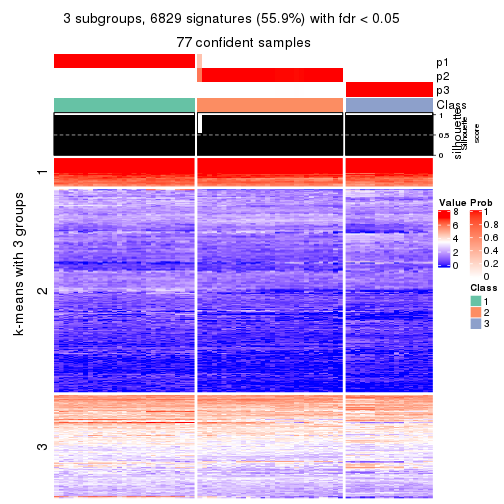 3 subgroups, 6829 signatures (55.9%) with fdr < 0.05
77 confident samples
p1
p2
p3
Class
1
0.5
0
silhouette
Silhouette
score
k-means with 3 groups
1
2
3
Value
8
6
4
2
0
Prob
1
0.8
0.6
0.4
0.2
0
Class
1
2
3